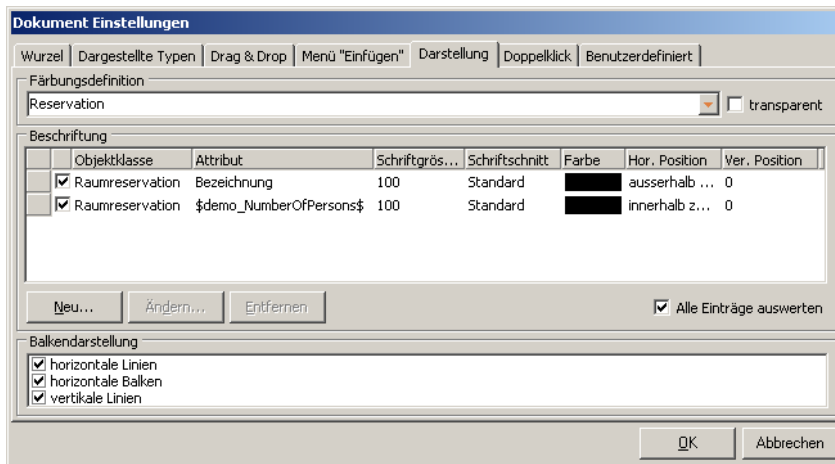 Dokument Einstellungen
Wurzel Dargestellte Typen Drag & Drop Menü "Einfügen" Darstellung Doppelklick Benutzerdefiniert
Färbungsdefinition
Reservation transparent
Beschriftung
Objektklasse Attribut Schriftgrös... Schriftschnitt Farbe Hor. Position Ver. Position
Raumreservation Bezeichnung 100 Standard ausserhalb ... 0
Raumreservation $demo_NumberOfPersons$ 100 Standard innerhalb z... 0
Neu... Ändern... Entfernen Alle Einträge auswerten
Balkendarstellung
horizontale Linien
horizontale Balken
vertikale Linien
OK Abbrechen